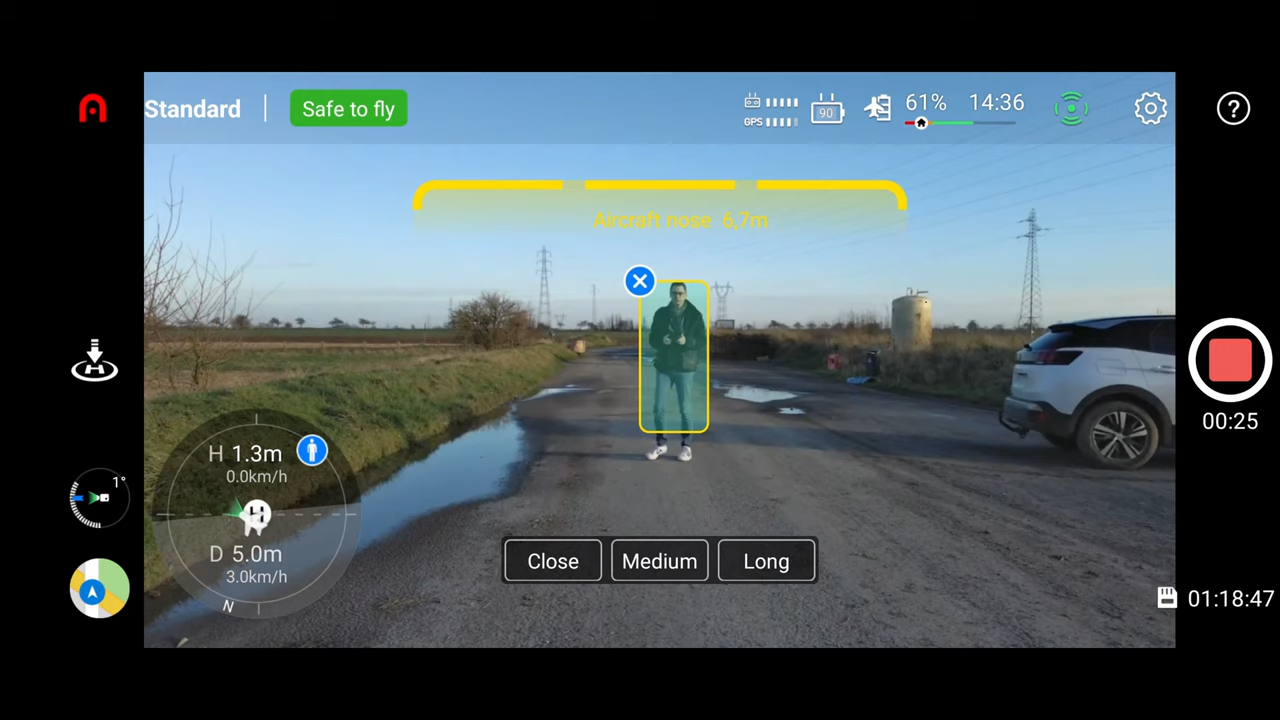 Standard
Safe to fly
GPS
90
61%
14:36
Aircraft nose 6,7m
1°
H 1.3m
0.0km/h
H
D 5.0m
3.0km/h
N
Close
Medium
Long
00:25
01:18:47